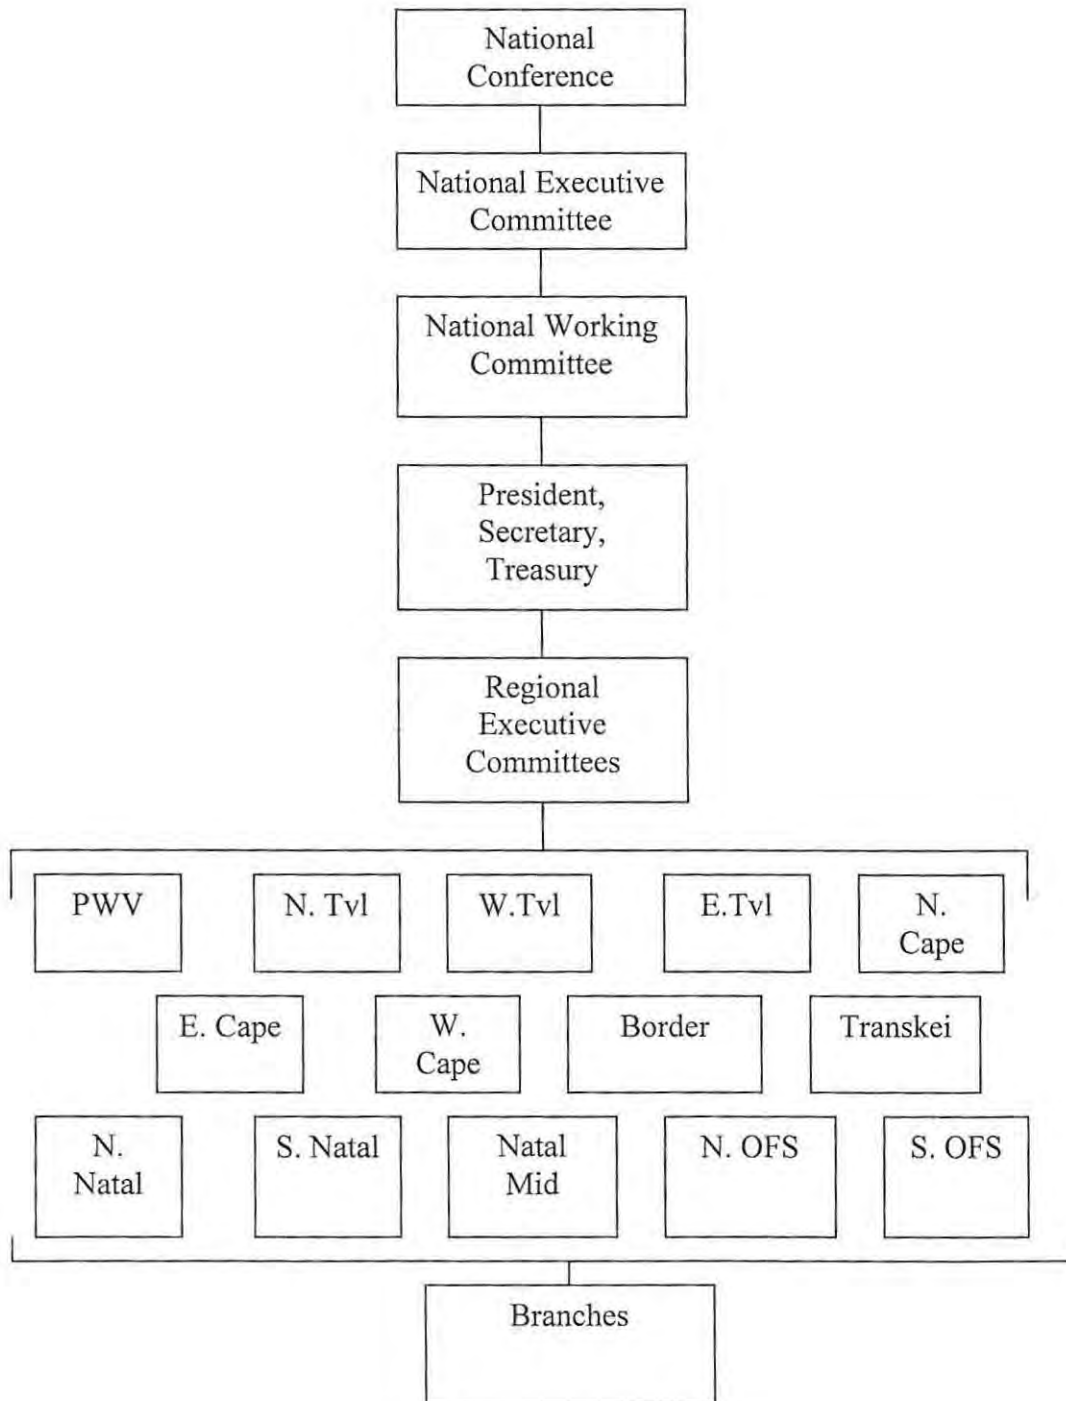 National
Conference
National Executive
Committee
National Working
Committee
President,
Secretary,
Treasury
Regional
Executive
Committees
PWV
N. Tvl
W.Tvl
E.Tvl
N.
Cape
E. Cape
W.
Cape
Border
Transkei
N.
Natal
S. Natal
Natal
Mid
N. OFS
S. OFS
Branches